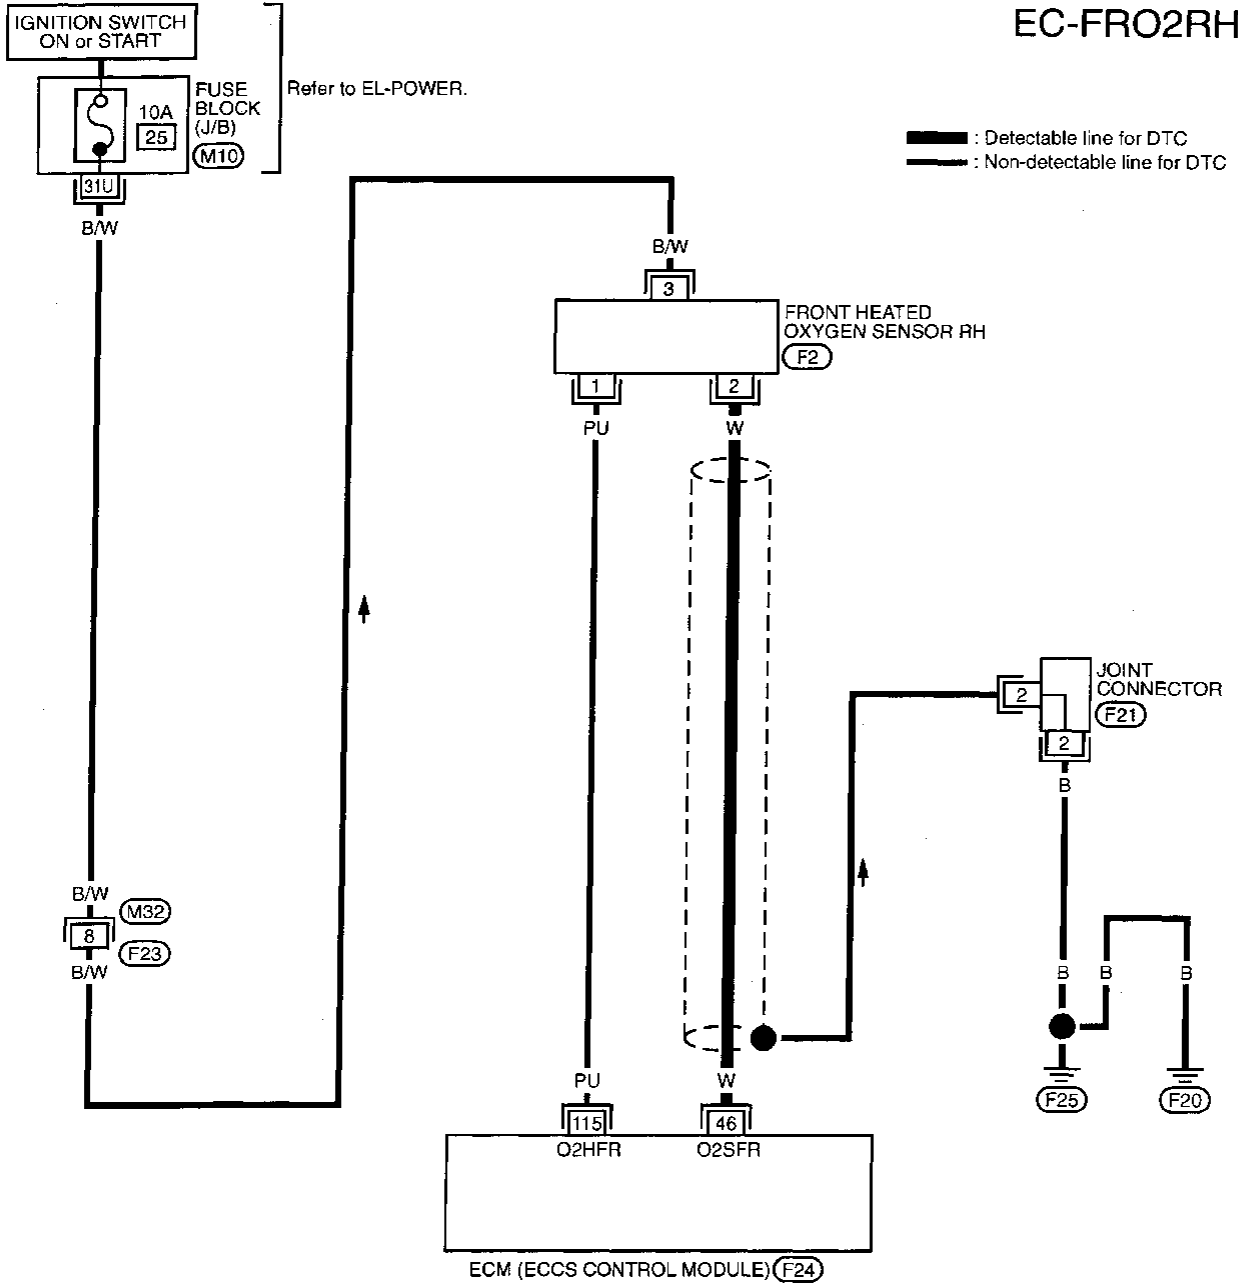 EC-FRO2RH
IGNITION SWITCH
ON or START
FUSE
BLOCK
(J/B)
M10
10A
25
Refer to EL-POWER.
: Detectable line for DTC
: Non-detectable line for DTC
31U
B/W
B/W
3
FRONT HEATED
OXYGEN SENSOR RH
F2
1
2
PU
W
JOINT
CONNECTOR
F21
2
2
B
B/W
M32
8
F23
B/W
B
B
B
F25
F20
PU
W
115
46
O2HFR
O2SFR
ECM (ECCS CONTROL MODULE)
F24